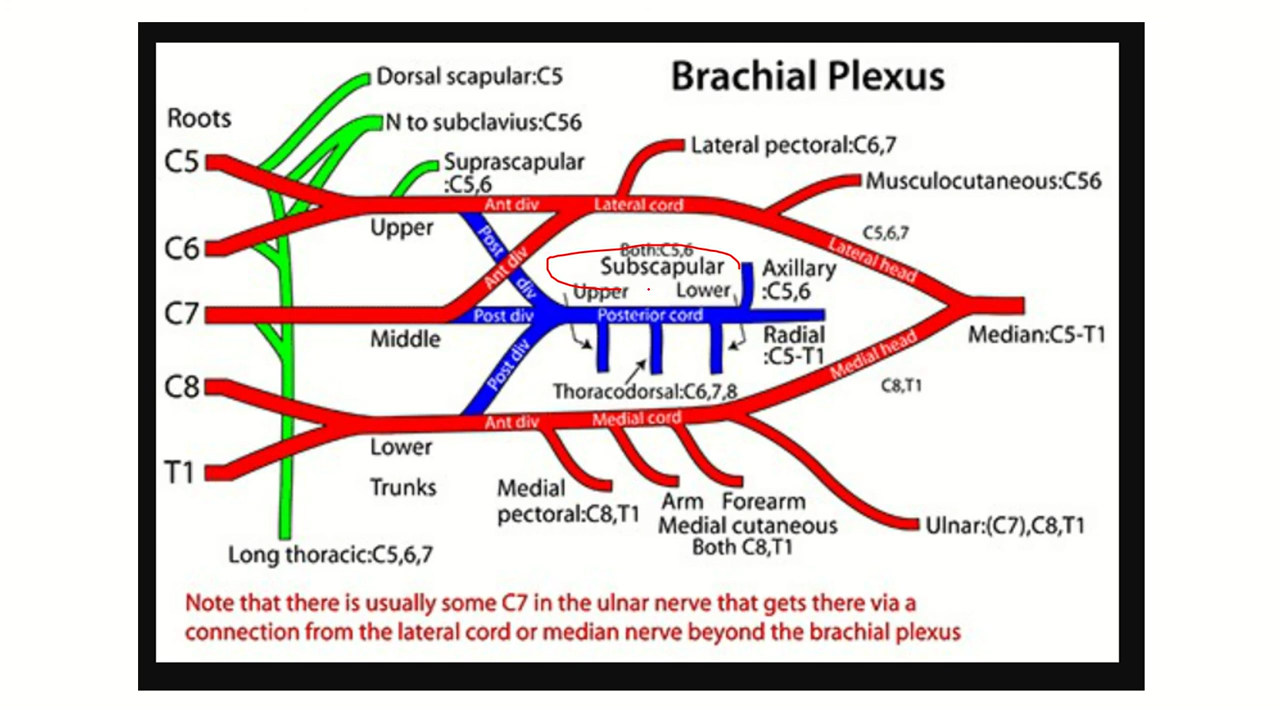 Brachial Plexus
Dorsal scapular:C5
Roots
N to subclavius:C56
C5
Suprascapular
:C5,6
Lateral pectoral:C6,7
Musculocutaneous:C56
Ant div
Lateral cord
Upper
Post div
Ant div
C5,6,7
Lateral head
C6
Both:C5,6
Subscapular
Upper
Lower
Axillary
:C5,6
C7
Post div
Posterior cord
Middle
Radial
:C5-T1
Median:C5-T1
Post div
Medial head
C8
Thoracodorsal:C6,7,8
C8,T1
Ant div
Medial cord
Lower
T1
Trunks
Medial
pectoral:C8,T1
Arm Forearm
Medial cutaneous
Both C8,T1
Ulnar:(C7),C8,T1
Long thoracic:C5,6,7
Note that there is usually some C7 in the ulnar nerve that gets there via a
connection from the lateral cord or median nerve beyond the brachial plexus